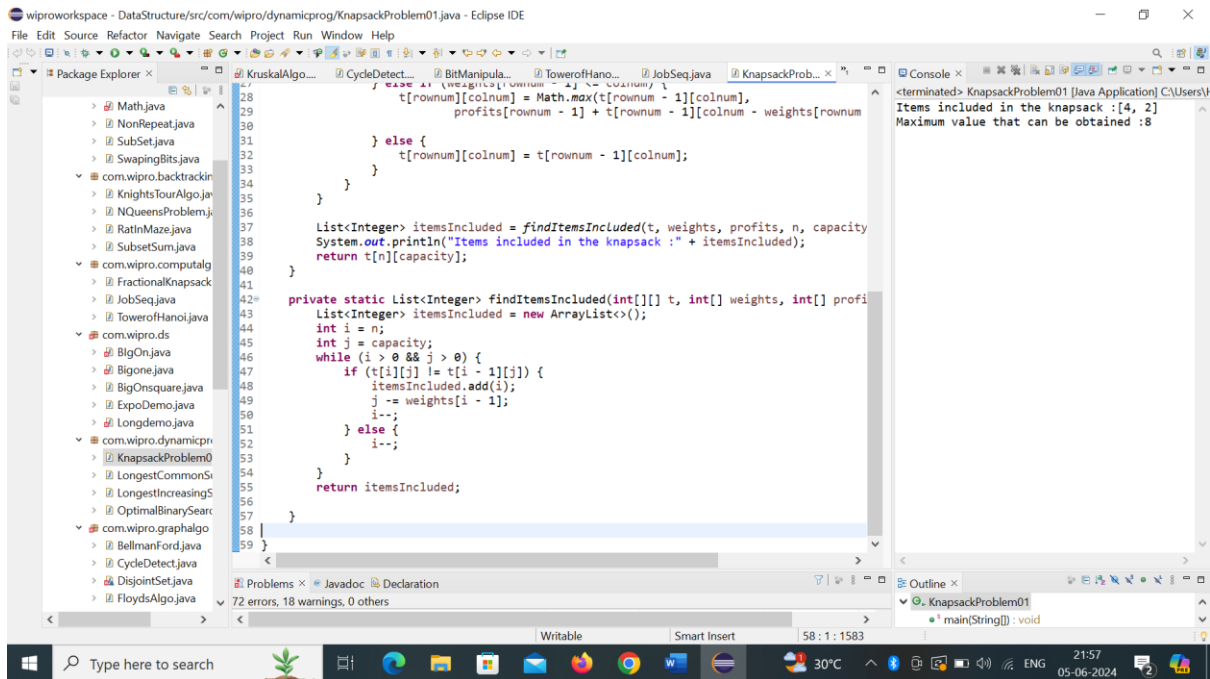 wiproworkspace - DataStructure/src/com/wipro/dynamicprog/KnapsackProblem01.java - Eclipse IDE
File Edit Source Refactor Navigate Search Project Run Window Help
Package Explorer
Math.java
NonRepeat.java
SubSet.java
SwapingBits.java
com.wipro.backtrackin
KnightsTourAlgo.jav
NQueensProblem.j
RatInMaze.java
SubsetSum.java
com.wipro.computalg
FractionalKnapsack
JobSeq.java
TowerofHanoi.java
com.wipro.ds
BIgOn.java
Bigone.java
BigOnsquare.java
ExpoDemo.java
Longdemo.java
com.wipro.dynamicpr
KnapsackProblem0
LongestCommonS
LongestIncreasingS
OptimalBinarySearc
com.wipro.graphalgo
BellmanFord.java
CycleDetect.java
DisjointSet.java
FloydsAlgo.java
KruskalAlgo.... CycleDetect.... BitManipula... TowerofHano... JobSeq.java KnapsackProb...
27 } else if (weights[rownum - 1] <= colnum) {
28 t[rownum][colnum] = Math.max(t[rownum - 1][colnum],
29 profits[rownum - 1] + t[rownum - 1][colnum - weights[rownum
30
31 } else {
32 t[rownum][colnum] = t[rownum - 1][colnum];
33 }
34 }
35 }
36
37 List<Integer> itemsIncluded = findItemsIncluded(t, weights, profits, n, capacity
38 System.out.println("Items included in the knapsack :" + itemsIncluded);
39 return t[n][capacity];
40 }
41
42 private static List<Integer> findItemsIncluded(int[][] t, int[] weights, int[] profi
43 List<Integer> itemsIncluded = new ArrayList<>();
44 int i = n;
45 int j = capacity;
46 while (i > 0 && j > 0) {
47 if (t[i][j] != t[i - 1][j]) {
48 itemsIncluded.add(i);
49 j -= weights[i - 1];
50 i--;
51 } else {
52 i--;
53 }
54 }
55 return itemsIncluded;
56
57 }
58
59 }
Console
<terminated> KnapsackProblem01 [Java Application] C:\Users\
Items included in the knapsack :[4, 2]
Maximum value that can be obtained :8
Problems Javadoc Declaration
72 errors, 18 warnings, 0 others
Outline
KnapsackProblem01
main(String[]) : void
Writable Smart Insert 58 : 1 : 1583
Type here to search
30°C ENG 21:57
05-06-2024
2